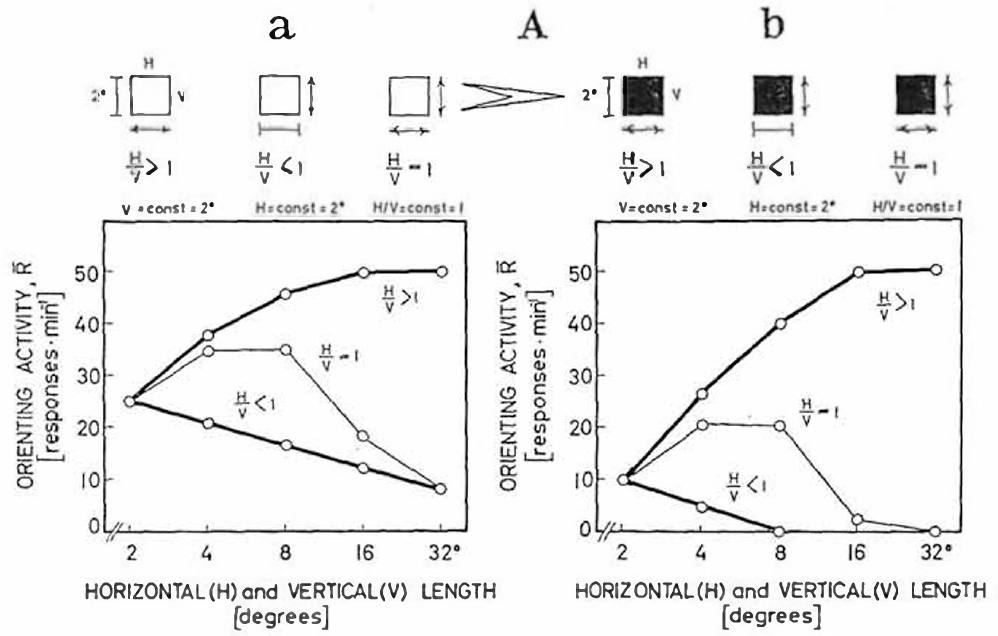 a A b
H H
2° V 2° V
H/V > 1 H/V < 1 H/V = 1 H/V > 1 H/V < 1 H/V = 1
V = const = 2° H = const = 2° H/V = const = 1 V = const = 2° H = const = 2° H/V = const = 1
ORIENTING ACTIVITY, R̄
[responses · min⁻¹]
50
40
30
20
10
0
H/V > 1
H/V = 1
H/V < 1
2 4 8 16 32°
HORIZONTAL (H) and VERTICAL (V) LENGTH
[degrees]
ORIENTING ACTIVITY, R̄
[responses · min⁻¹]
50
40
30
20
10
0
H/V > 1
H/V = 1
H/V < 1
2 4 8 16 32°
HORIZONTAL (H) and VERTICAL (V) LENGTH
[degrees]